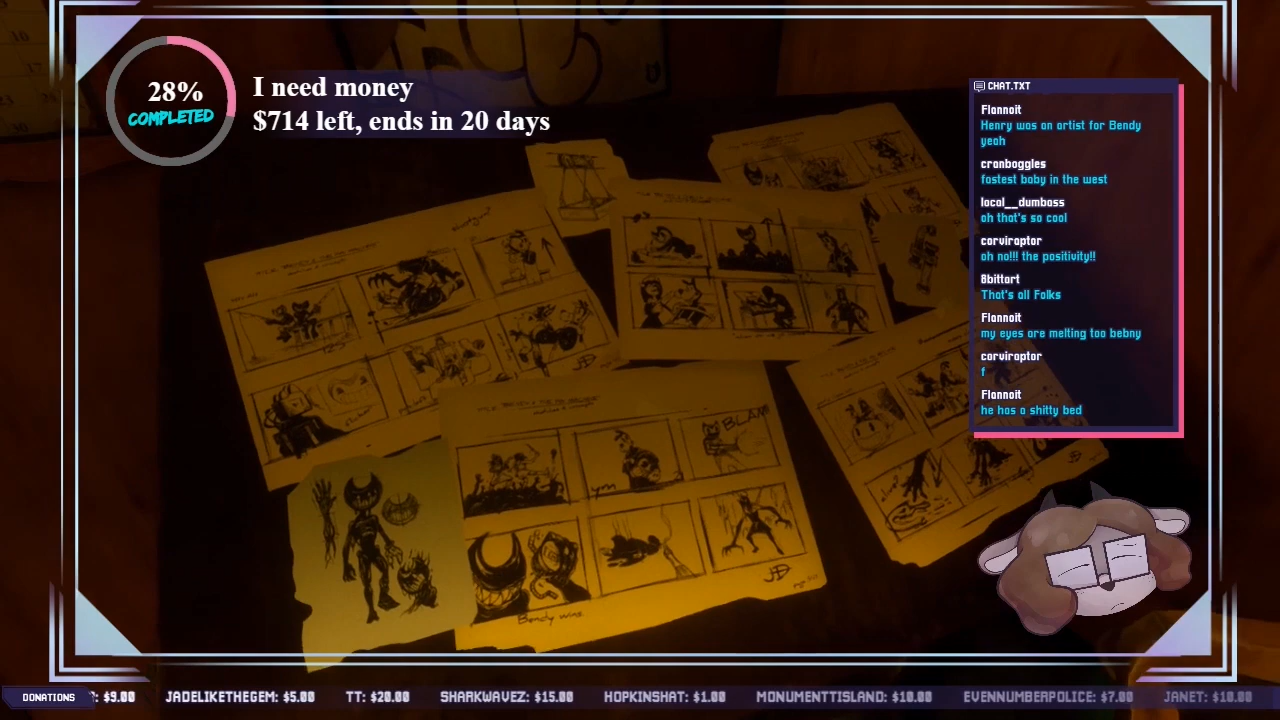 28%
COMPLETED
I need money
$714 left, ends in 20 days
CHAT.TXT
Flannoit
Henry was an artist for Bendy
yeah
cranboggles
fastest baby in the west
local__dumbass
oh that's so cool
corviraptor
oh no!!! the positivity!!
8bittart
That's all Folks
Flannoit
my eyes are melting too bebny
corviraptor
f
Flannoit
he has a shitty bed
BLAM
Bendy wins
JD
DONATIONS
: $9.00 JADELIKETHEGEM: $5.00 TT: $20.00 SHARKWAVEZ: $15.00 HOPKINSHAT: $1.00 MONUMENTTISLAND: $10.00 EVENNUMBERPOLICE: $7.00 JANET: $10.00